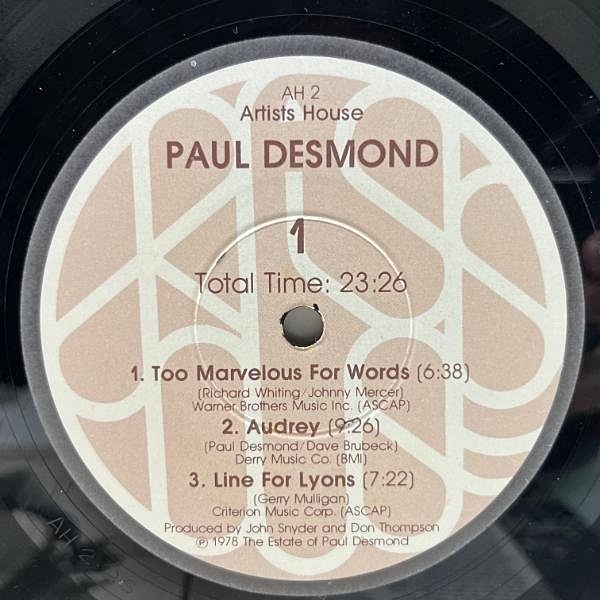 AH 2
Artists House
PAUL DESMOND
1
Total Time: 23:26
1. Too Marvelous For Words (6:38)
(Richard Whiting/Johnny Mercer)
Warner Brothers Music Inc. (ASCAP)
2. Audrey (9:26)
(Paul Desmond/Dave Brubeck)
Derry Music Co. (BMI)
3. Line For Lyons (7:22)
(Gerry Mulligan)
Criterion Music Corp. (ASCAP)
Produced by John Snyder and Don Thompson
℗ 1978 The Estate of Paul Desmond